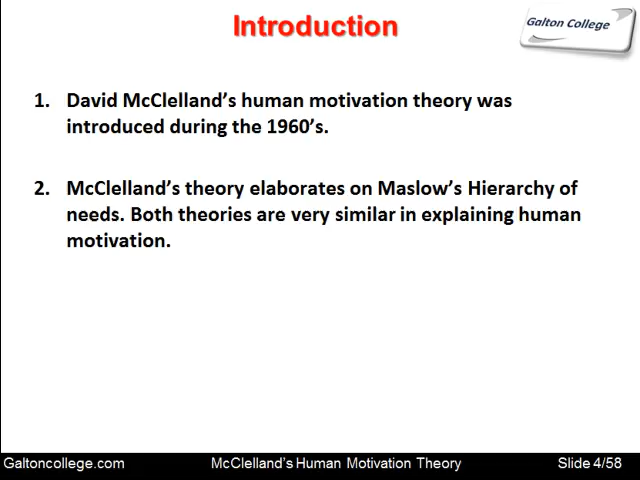 Introduction
Galton College
1. David McClelland’s human motivation theory was
introduced during the 1960’s.
2. McClelland’s theory elaborates on Maslow’s Hierarchy of
needs. Both theories are very similar in explaining human
motivation.
Galtoncollege.com McClelland’s Human Motivation Theory Slide 4/58